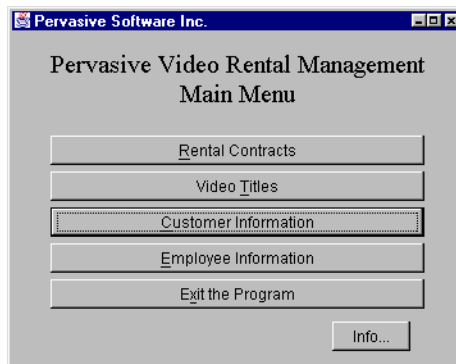 Pervasive Software Inc.
Pervasive Video Rental Management
Main Menu
Rental Contracts
Video Titles
Customer Information
Employee Information
Exit the Program
Info...